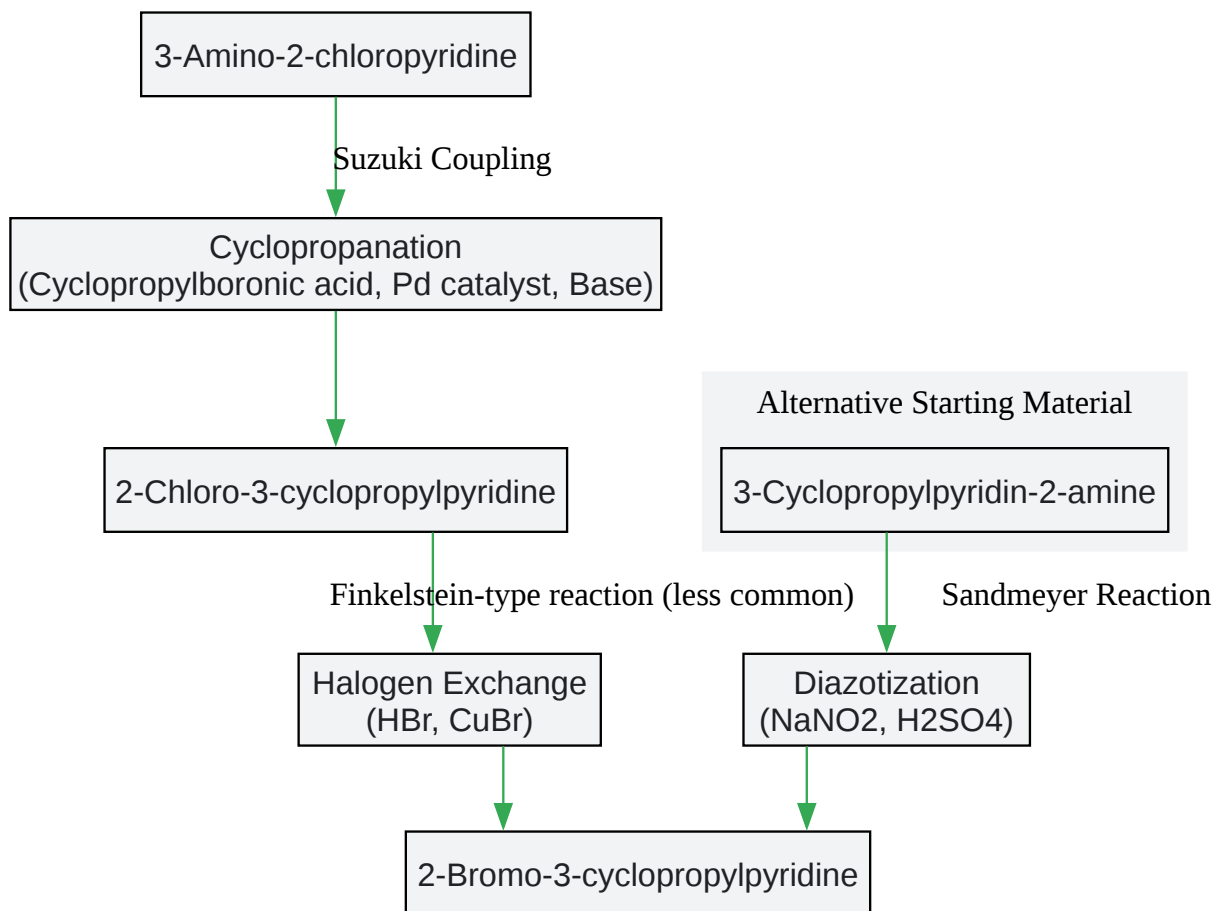 3-Amino-2-chloropyridine
Suzuki Coupling
Cyclopropanation
(Cyclopropylboronic acid, Pd catalyst, Base)
Alternative Starting Material
2-Chloro-3-cyclopropylpyridine
3-Cyclopropylpyridin-2-amine
Finkelstein-type reaction (less common)
Sandmeyer Reaction
Halogen Exchange
(HBr, CuBr)
Diazotization
(NaNO2, H2SO4)
2-Bromo-3-cyclopropylpyridine